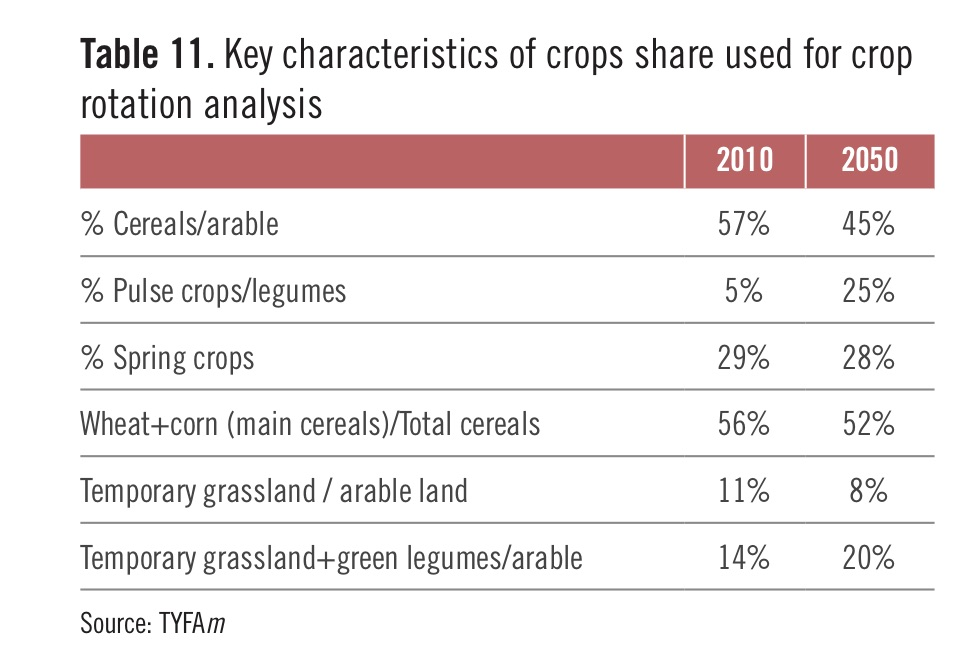 Table 11. Key characteristics of crops share used for crop
rotation analysis
2010 2050
% Cereals/arable 57% 45%
% Pulse crops/legumes 5% 25%
% Spring crops 29% 28%
Wheat+corn (main cereals)/Total cereals 56% 52%
Temporary grassland / arable land 11% 8%
Temporary grassland+green legumes/arable 14% 20%
Source: TYFAm